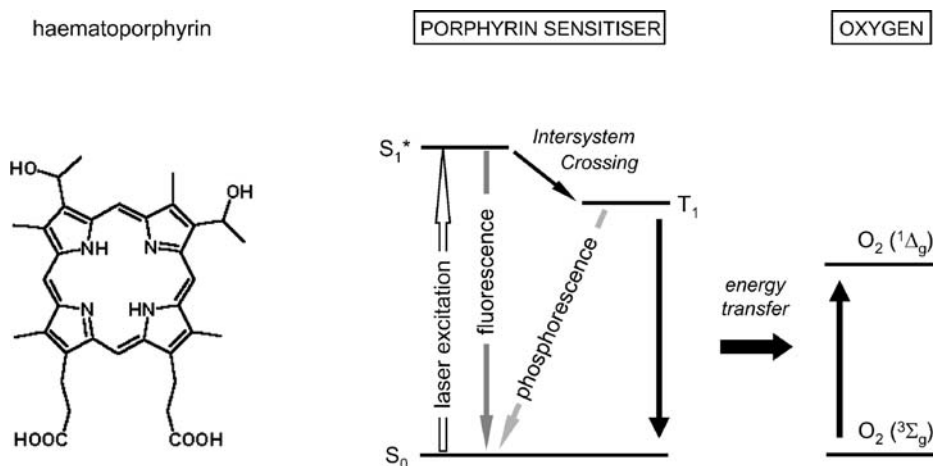 haematoporphyrin
PORPHYRIN SENSITISER
OXYGEN
HO
OH
NH
N
N
HN
HOOC
COOH
S₁*
Intersystem
Crossing
T₁
laser excitation
fluorescence
phosphorescence
S₀
energy
transfer
O₂ (¹Δg)
O₂ (³Σg)